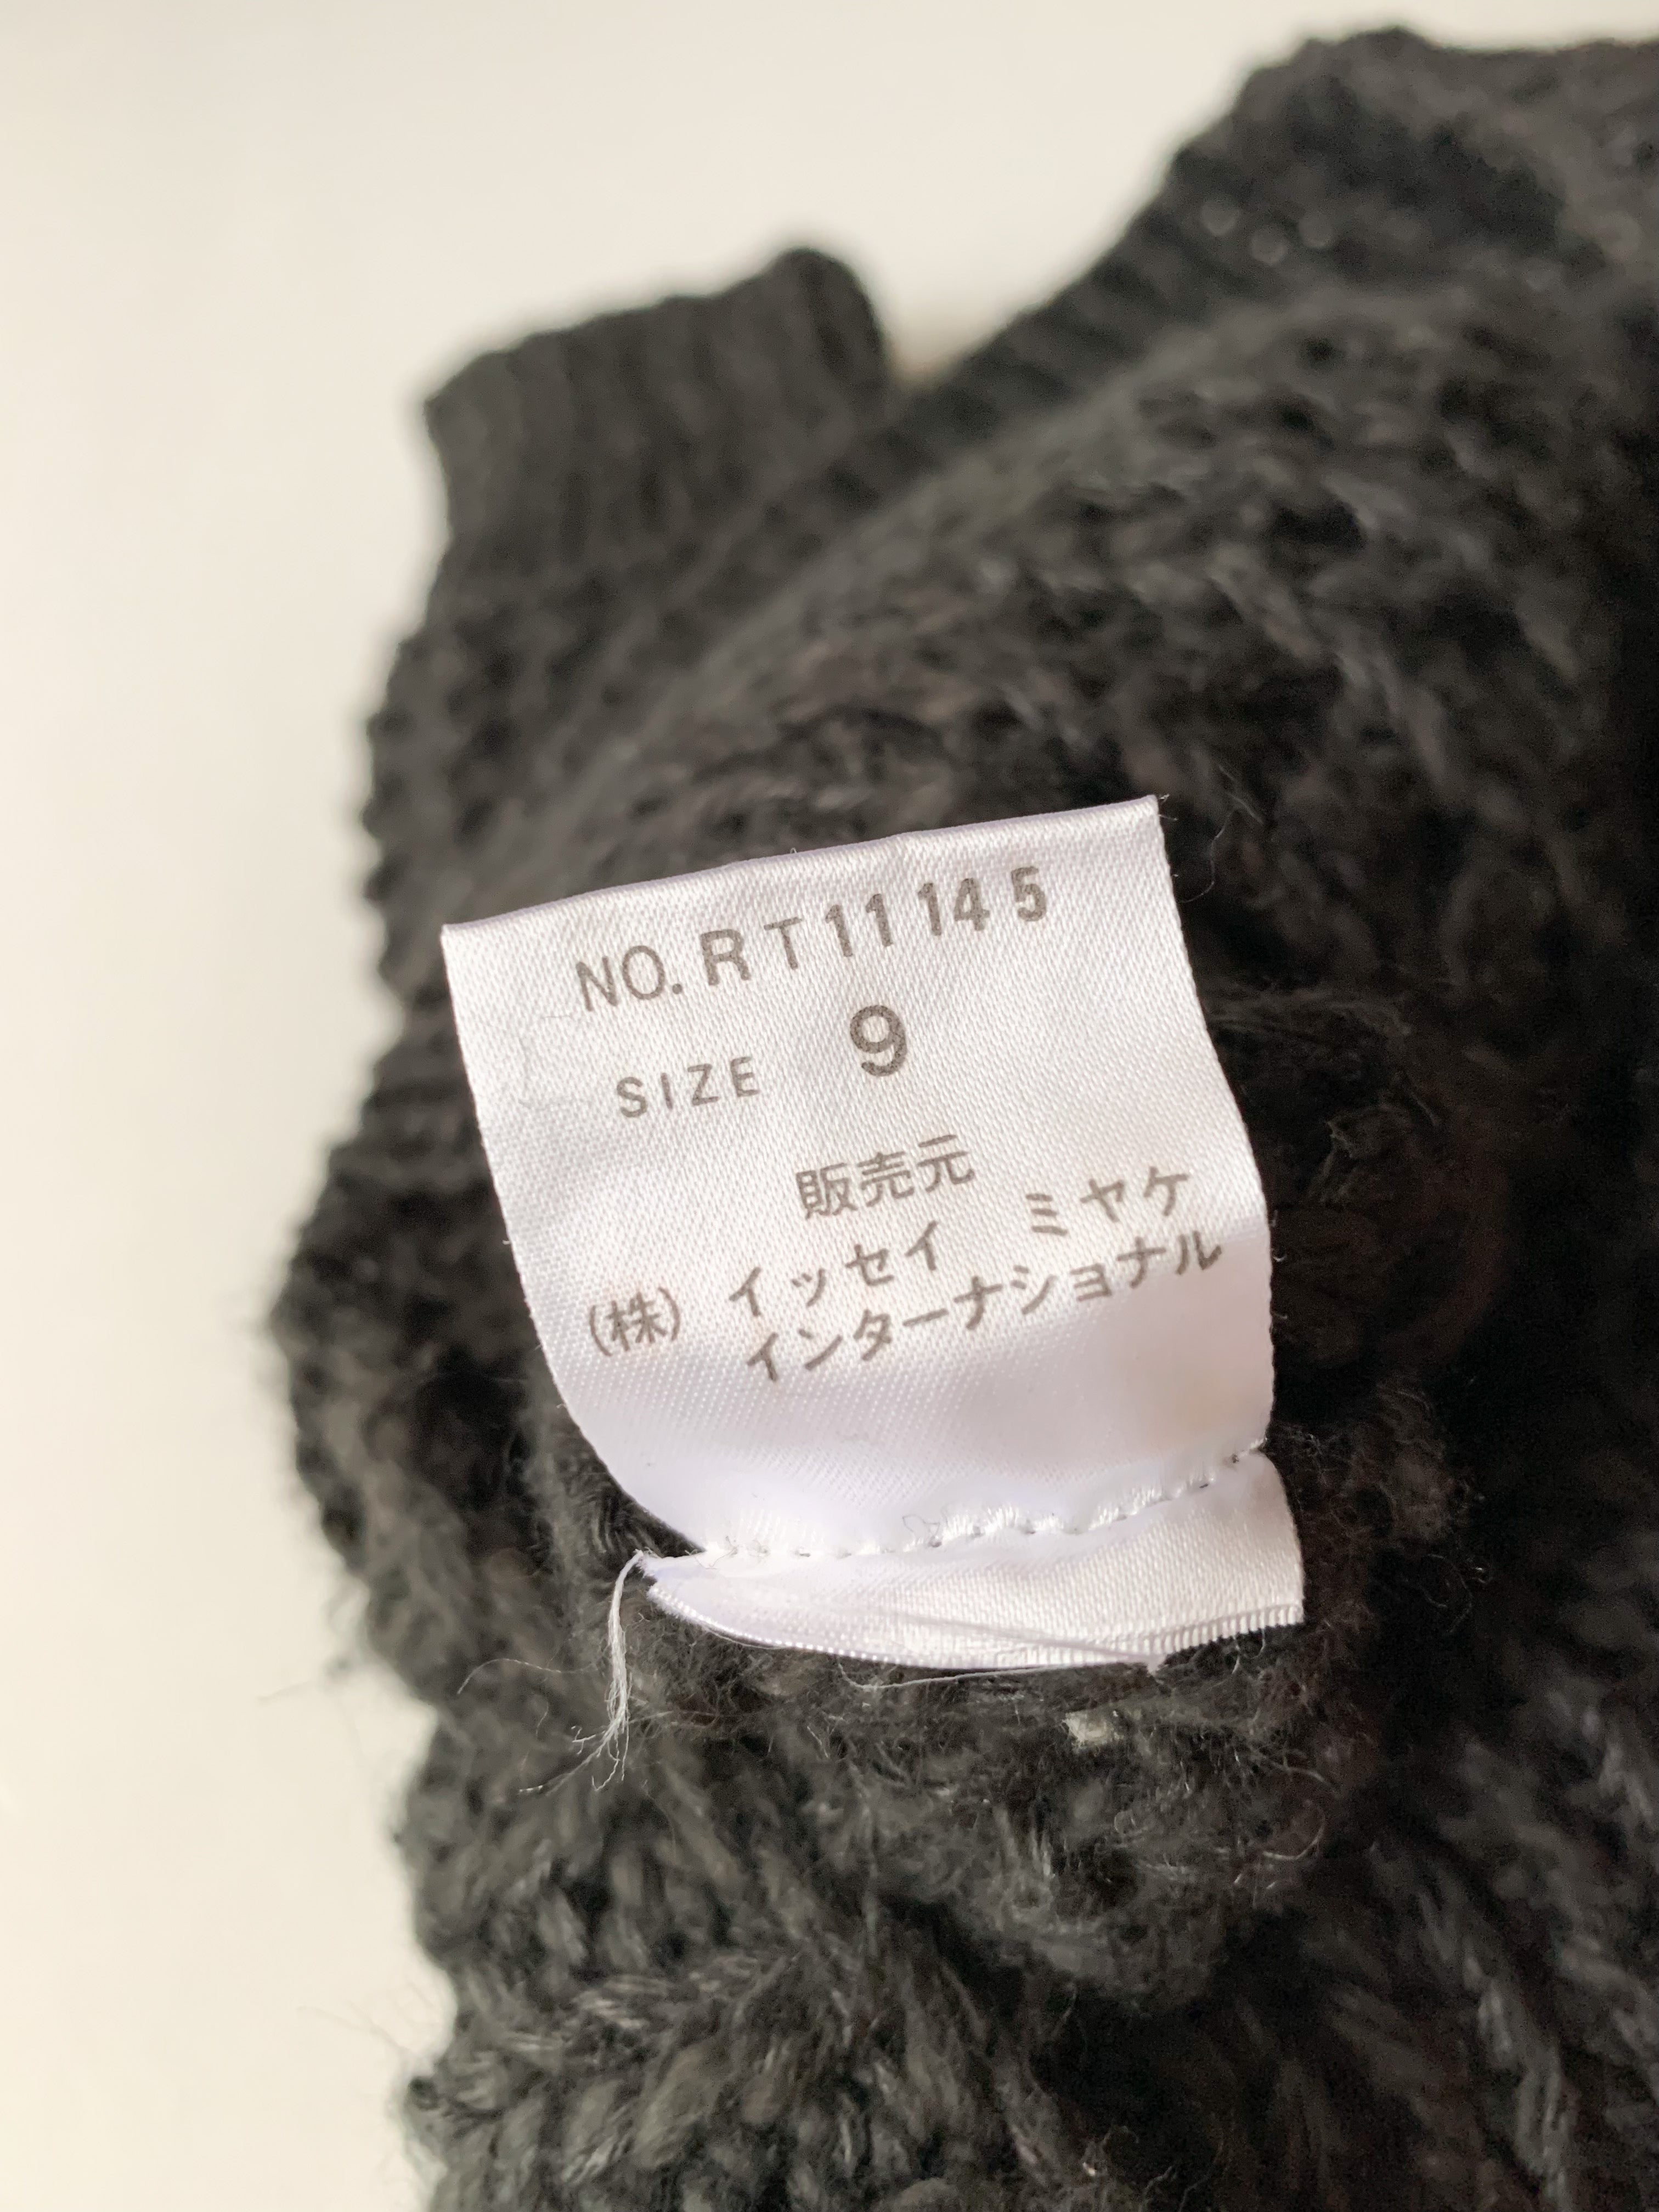 NO.RT11145
SIZE 9
販売元
(株) イッセイ ミヤケ
インターナショナル